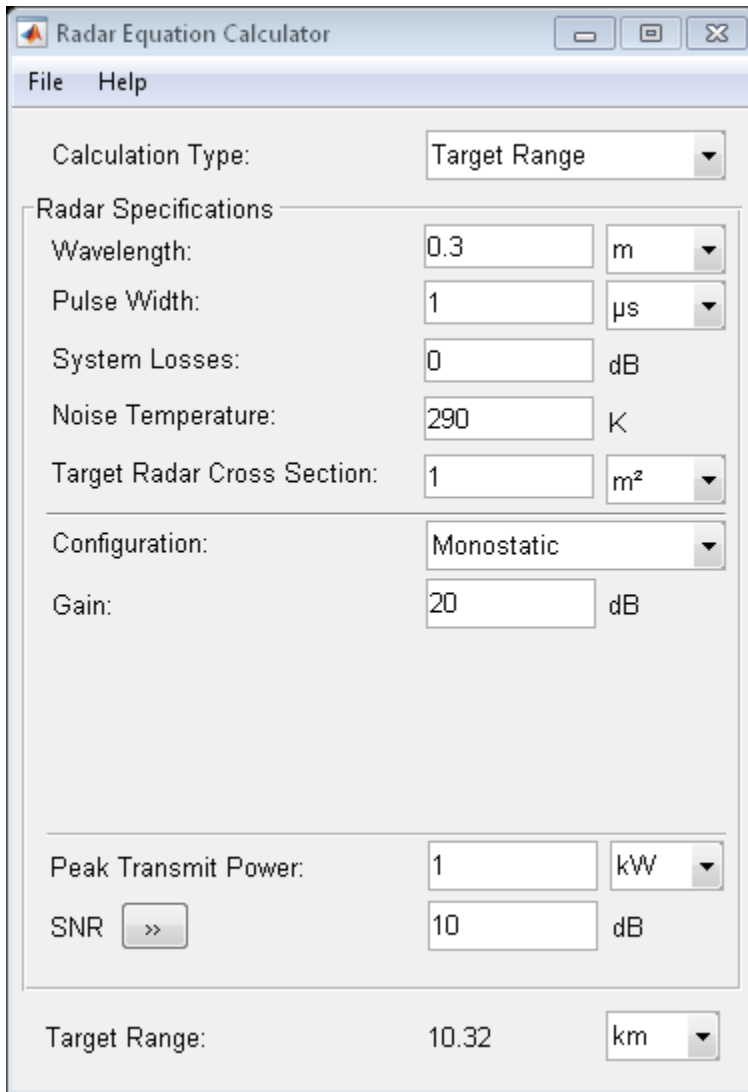 Radar Equation Calculator
File Help
Calculation Type: Target Range
Radar Specifications
Wavelength: 0.3 m
Pulse Width: 1 µs
System Losses: 0 dB
Noise Temperature: 290 K
Target Radar Cross Section: 1 m²
Configuration: Monostatic
Gain: 20 dB
Peak Transmit Power: 1 kW
SNR >> 10 dB
Target Range: 10.32 km